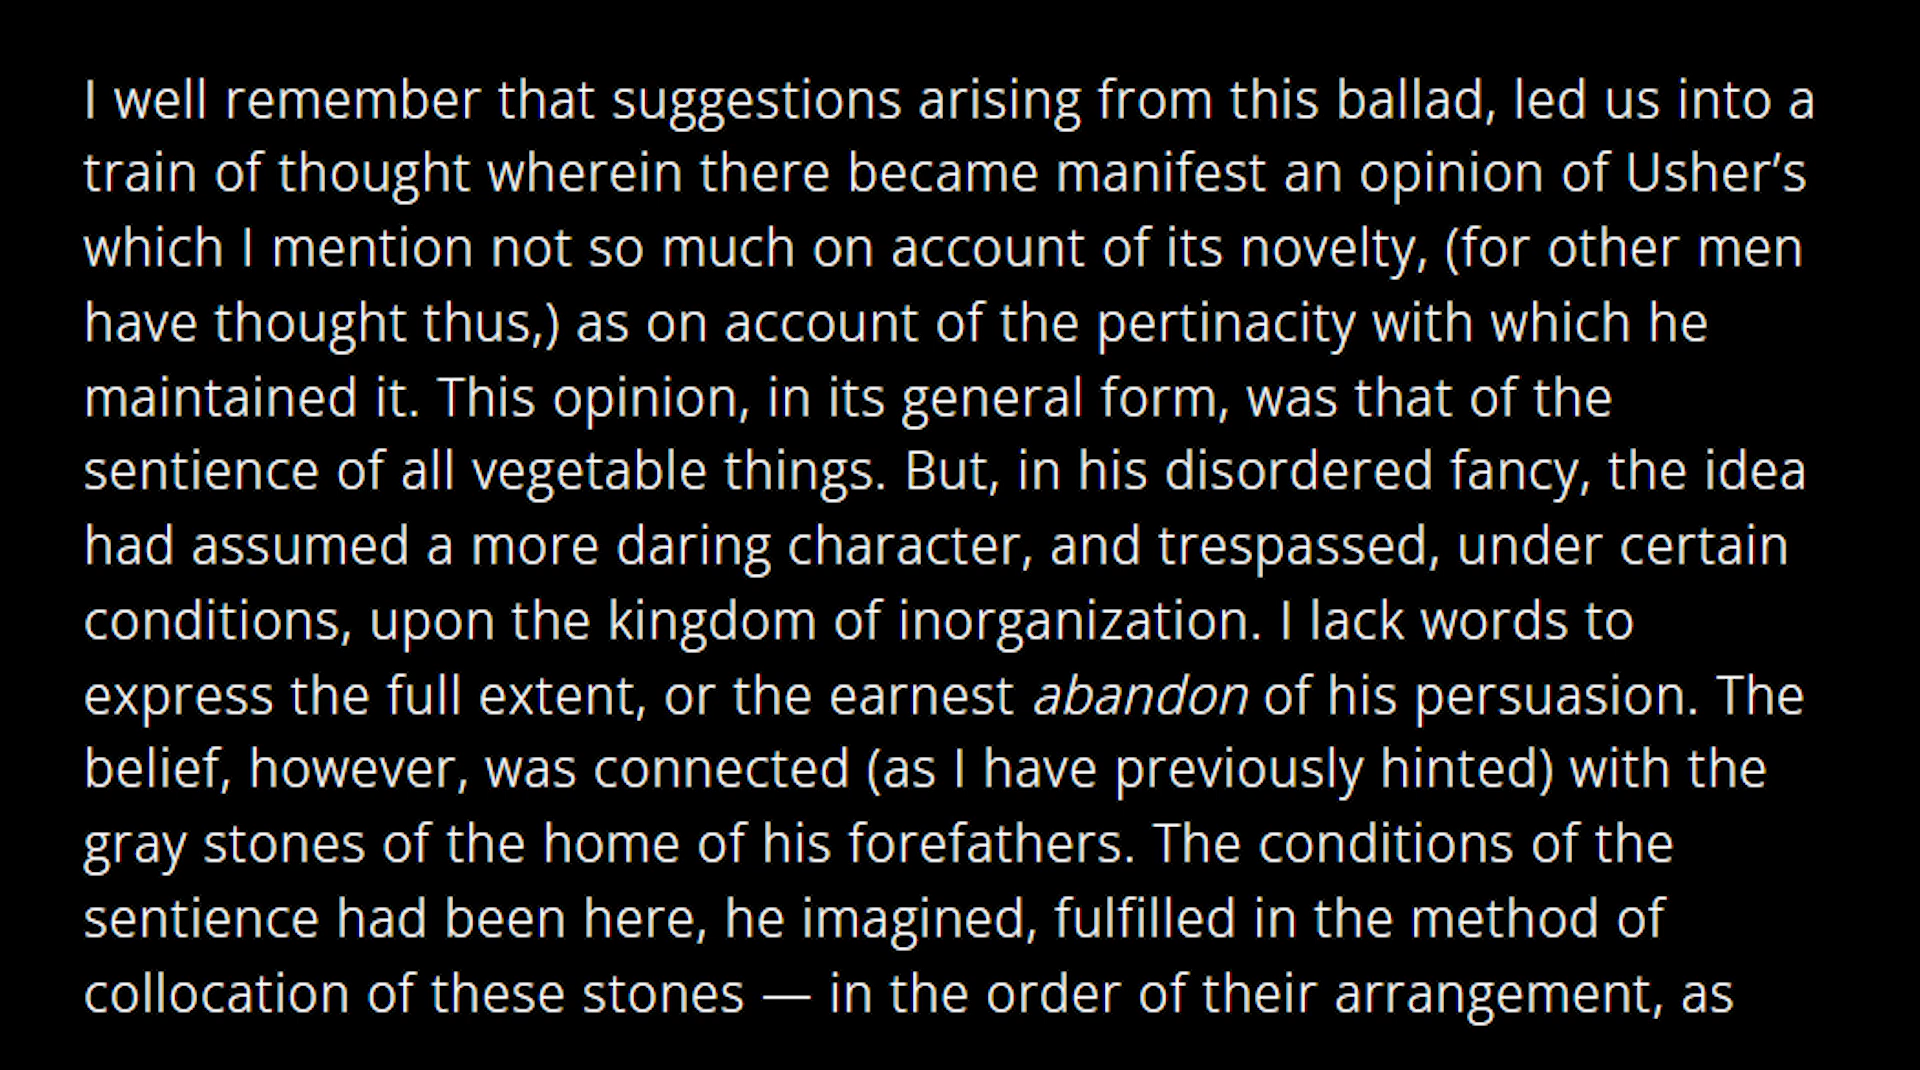 I well remember that suggestions arising from this ballad, led us into a
train of thought wherein there became manifest an opinion of Usher’s
which I mention not so much on account of its novelty, (for other men
have thought thus,) as on account of the pertinacity with which he
maintained it. This opinion, in its general form, was that of the
sentience of all vegetable things. But, in his disordered fancy, the idea
had assumed a more daring character, and trespassed, under certain
conditions, upon the kingdom of inorganization. I lack words to
express the full extent, or the earnest abandon of his persuasion. The
belief, however, was connected (as I have previously hinted) with the
gray stones of the home of his forefathers. The conditions of the
sentience had been here, he imagined, fulfilled in the method of
collocation of these stones — in the order of their arrangement, as